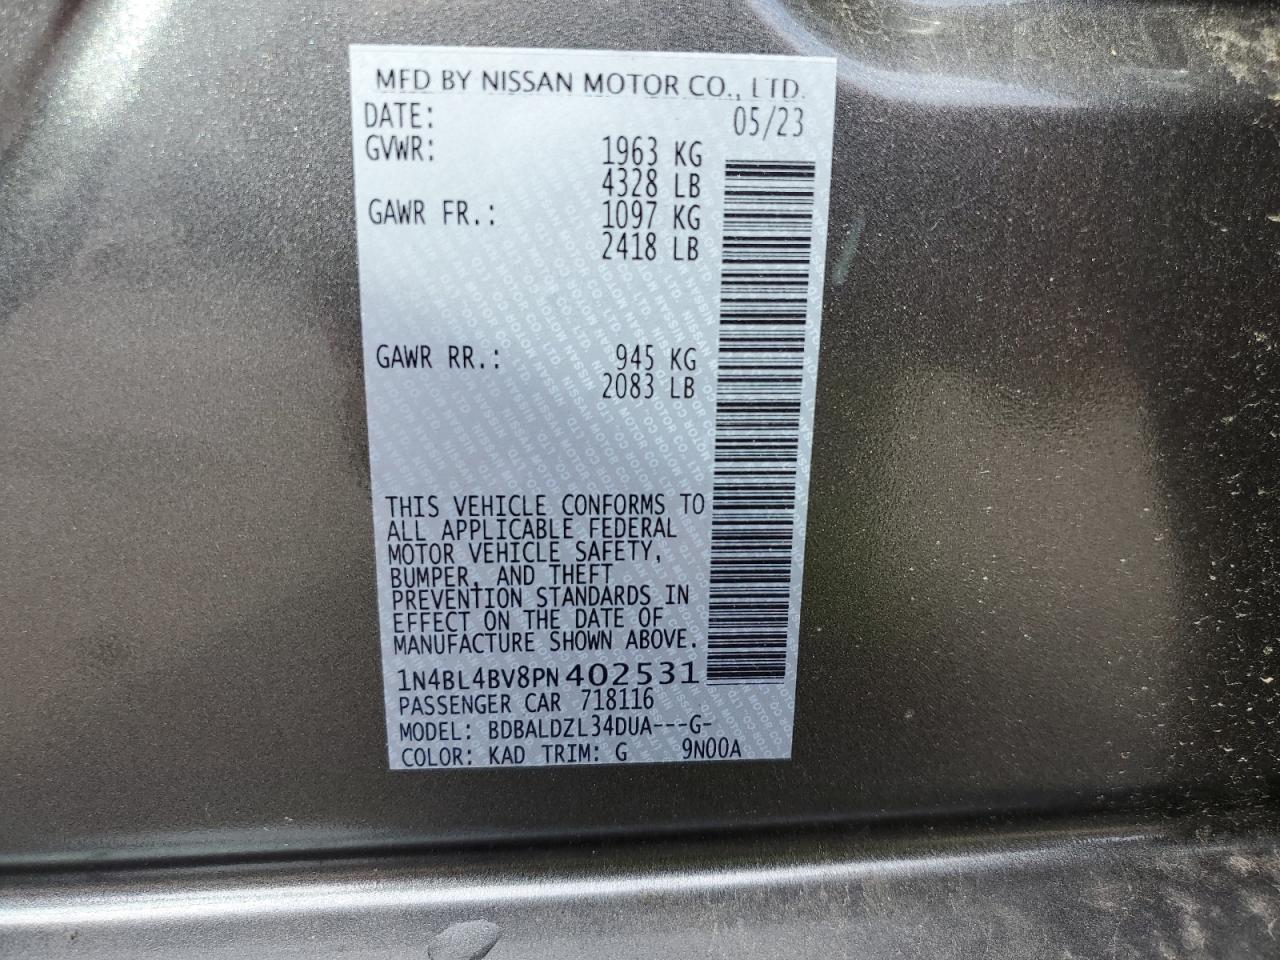 MFD BY NISSAN MOTOR CO., LTD.
DATE: 05/23
GVWR: 1963 KG
4328 LB
GAWR FR.: 1097 KG
2418 LB
GAWR RR.: 945 KG
2083 LB
THIS VEHICLE CONFORMS TO
ALL APPLICABLE FEDERAL
MOTOR VEHICLE SAFETY,
BUMPER, AND THEFT
PREVENTION STANDARDS IN
EFFECT ON THE DATE OF
MANUFACTURE SHOWN ABOVE.
1N4BL4BV8PN402531
PASSENGER CAR 718116
MODEL: BDBALDZL34DUA---G-
COLOR: KAD TRIM: G 9N00A